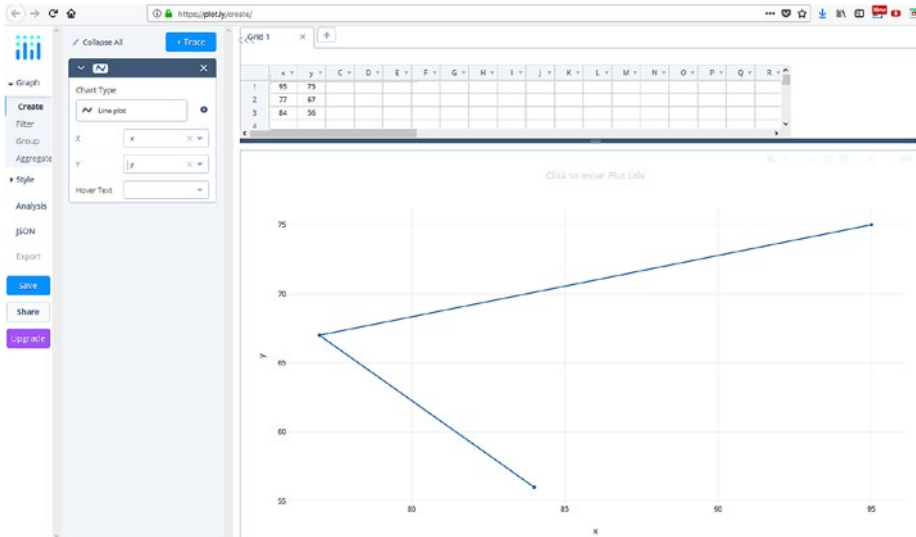 https://plot.ly/create/
Collapse All
+ Trace
Grid 1
+
Graph
Create
Filter
Group
Aggregate
Style
Analysis
JSON
Export
Save
Share
Upgrade
Chart Type
Line plot
X x
Y y
Hover Text
x y C D E F G H I J K L M N O P Q R
1 95 75
2 77 67
3 84 56
4
Click to enter Plot title
75
70
65
60
55
y
80 85 90 95
x